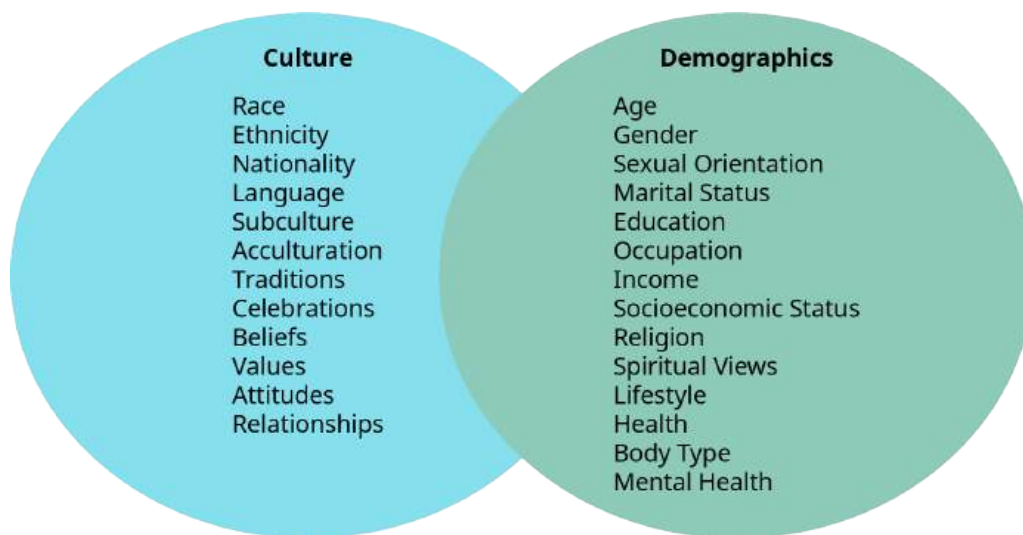 Culture
Race
Ethnicity
Nationality
Language
Subculture
Acculturation
Traditions
Celebrations
Beliefs
Values
Attitudes
Relationships
Demographics
Age
Gender
Sexual Orientation
Marital Status
Education
Occupation
Income
Socioeconomic Status
Religion
Spiritual Views
Lifestyle
Health
Body Type
Mental Health